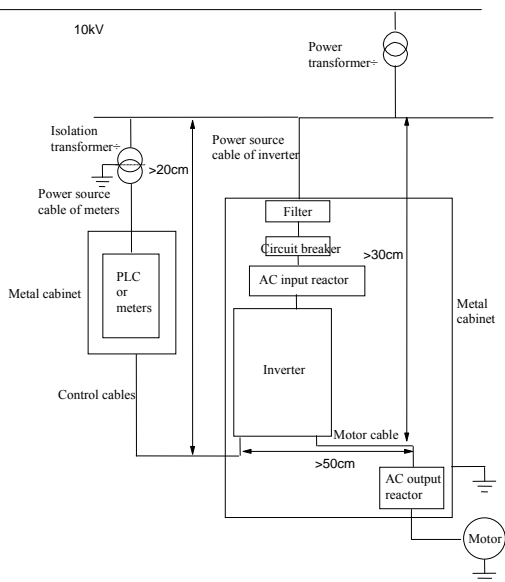 10kV
Power
transformer÷
Isolation
transformer÷
Power source
cable of inverter
>20cm
Power source
cable of meters
Filter
Circuit breaker
>30cm
AC input reactor
PLC
or
meters
Metal cabinet
Metal
cabinet
Inverter
Control cables
Motor cable
>50cm
AC output
reactor
Motor